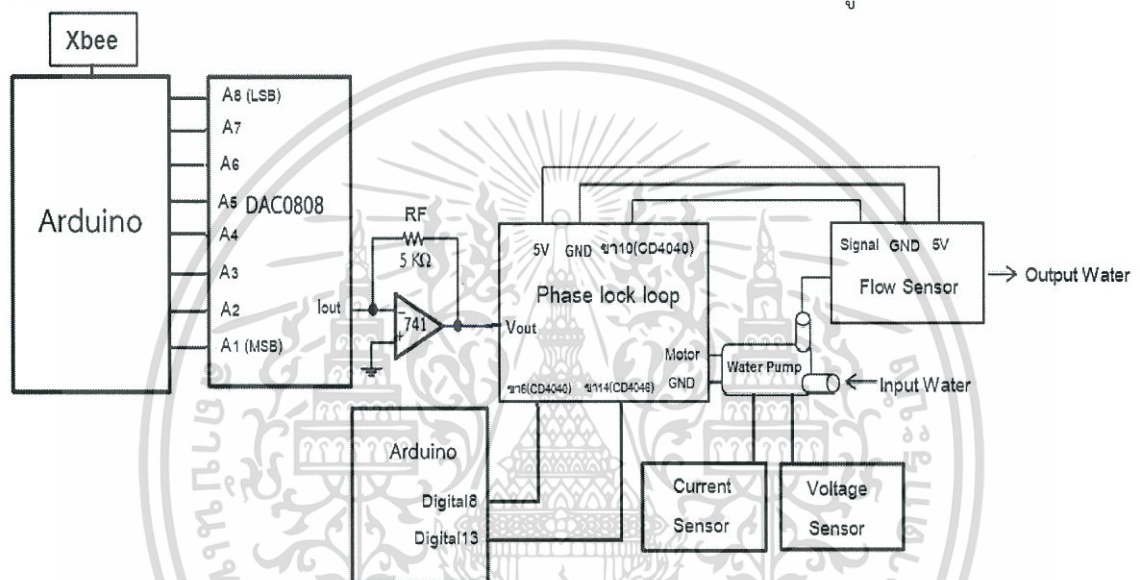 Xbee
Arduino
A8 (LSB)
A7
A6
A5
A4
A3
A2
A1 (MSB)
DAC0808
Iout
RF
5 KΩ
741
5V GND ขา10(CD4040)
Phase lock loop
Vout
Motor
GND
ขา6(CD4040) ขา14(CD4046)
Signal GND 5V
Flow Sensor
Output Water
Water Pump
Input Water
Arduino
Digital8
Digital13
Current
Sensor
Voltage
Sensor